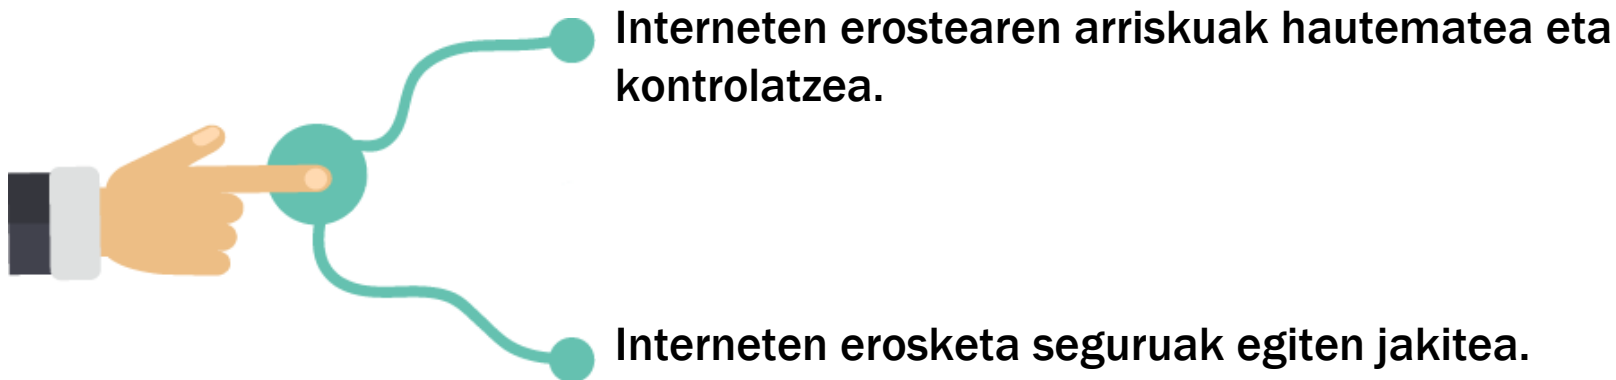 Interneten erostearen arriskuak hautematea eta
kontrolatzea.
Interneten erosketa seguruak egiten jakitea.